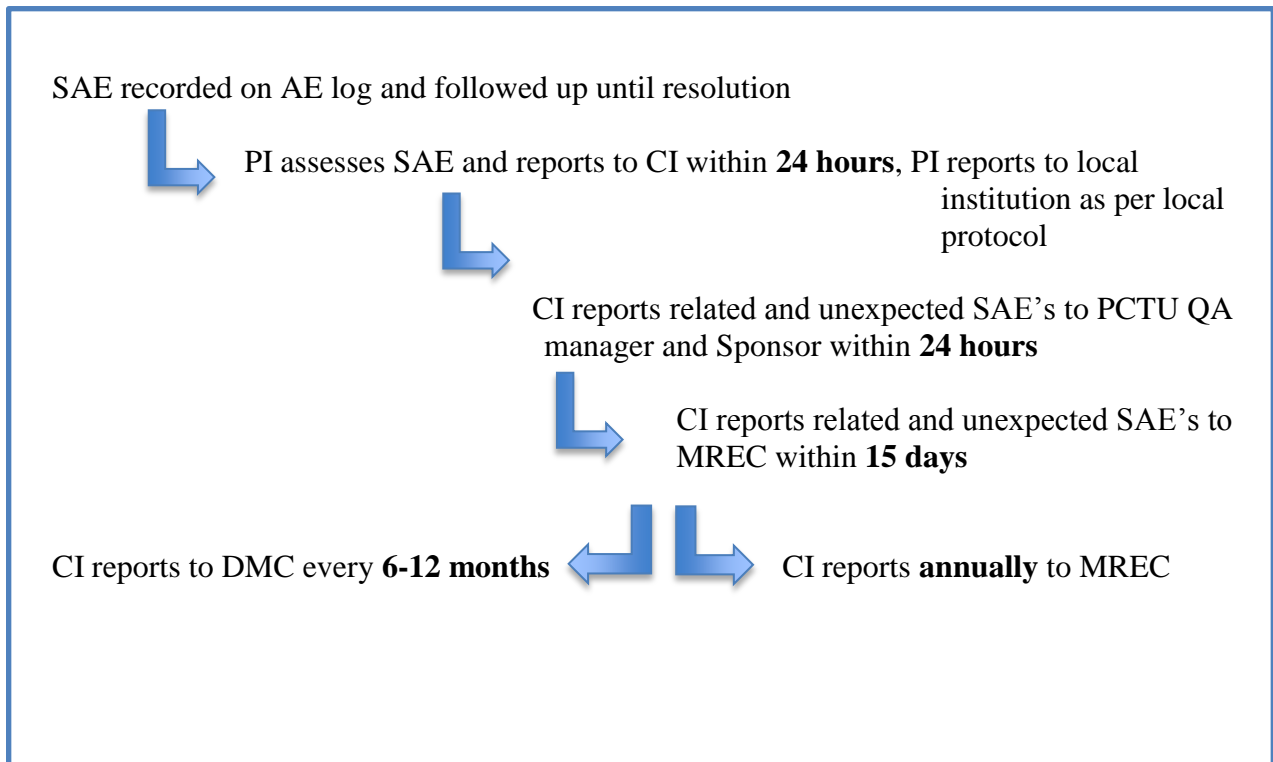 SAE recorded on AE log and followed up until resolution
PI assesses SAE and reports to CI within 24 hours, PI reports to local
institution as per local
protocol
CI reports related and unexpected SAE’s to PCTU QA
manager and Sponsor within 24 hours
CI reports related and unexpected SAE’s to
MREC within 15 days
CI reports to DMC every 6-12 months
CI reports annually to MREC